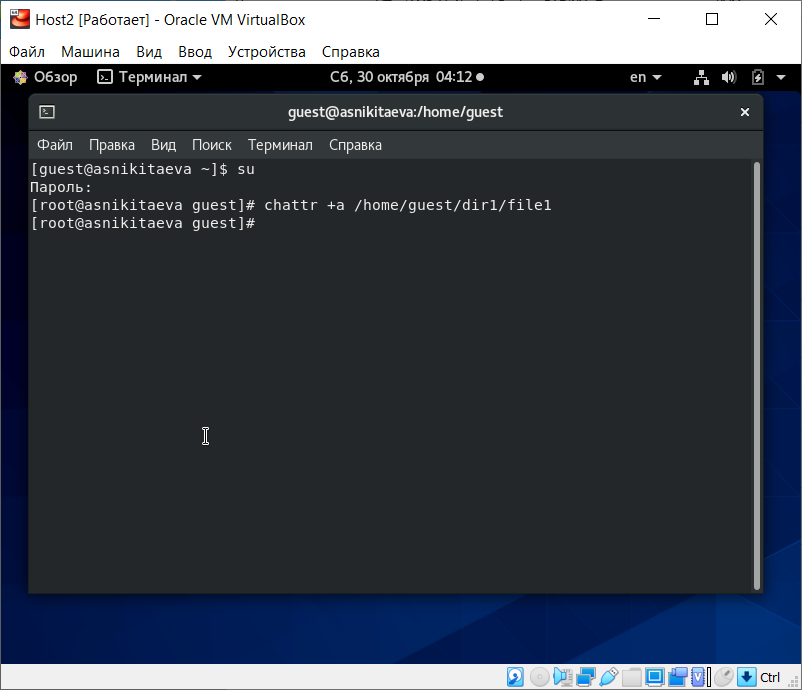 Host2 [Работает] - Oracle VM VirtualBox
Файл Машина Вид Ввод Устройства Справка
Обзор Терминал Сб, 30 октября 04:12 en
guest@asnikitaeva:/home/guest
Файл Правка Вид Поиск Терминал Справка
[guest@asnikitaeva ~]$ su
Пароль:
[root@asnikitaeva guest]# chattr +a /home/guest/dir1/file1
[root@asnikitaeva guest]#
Ctrl